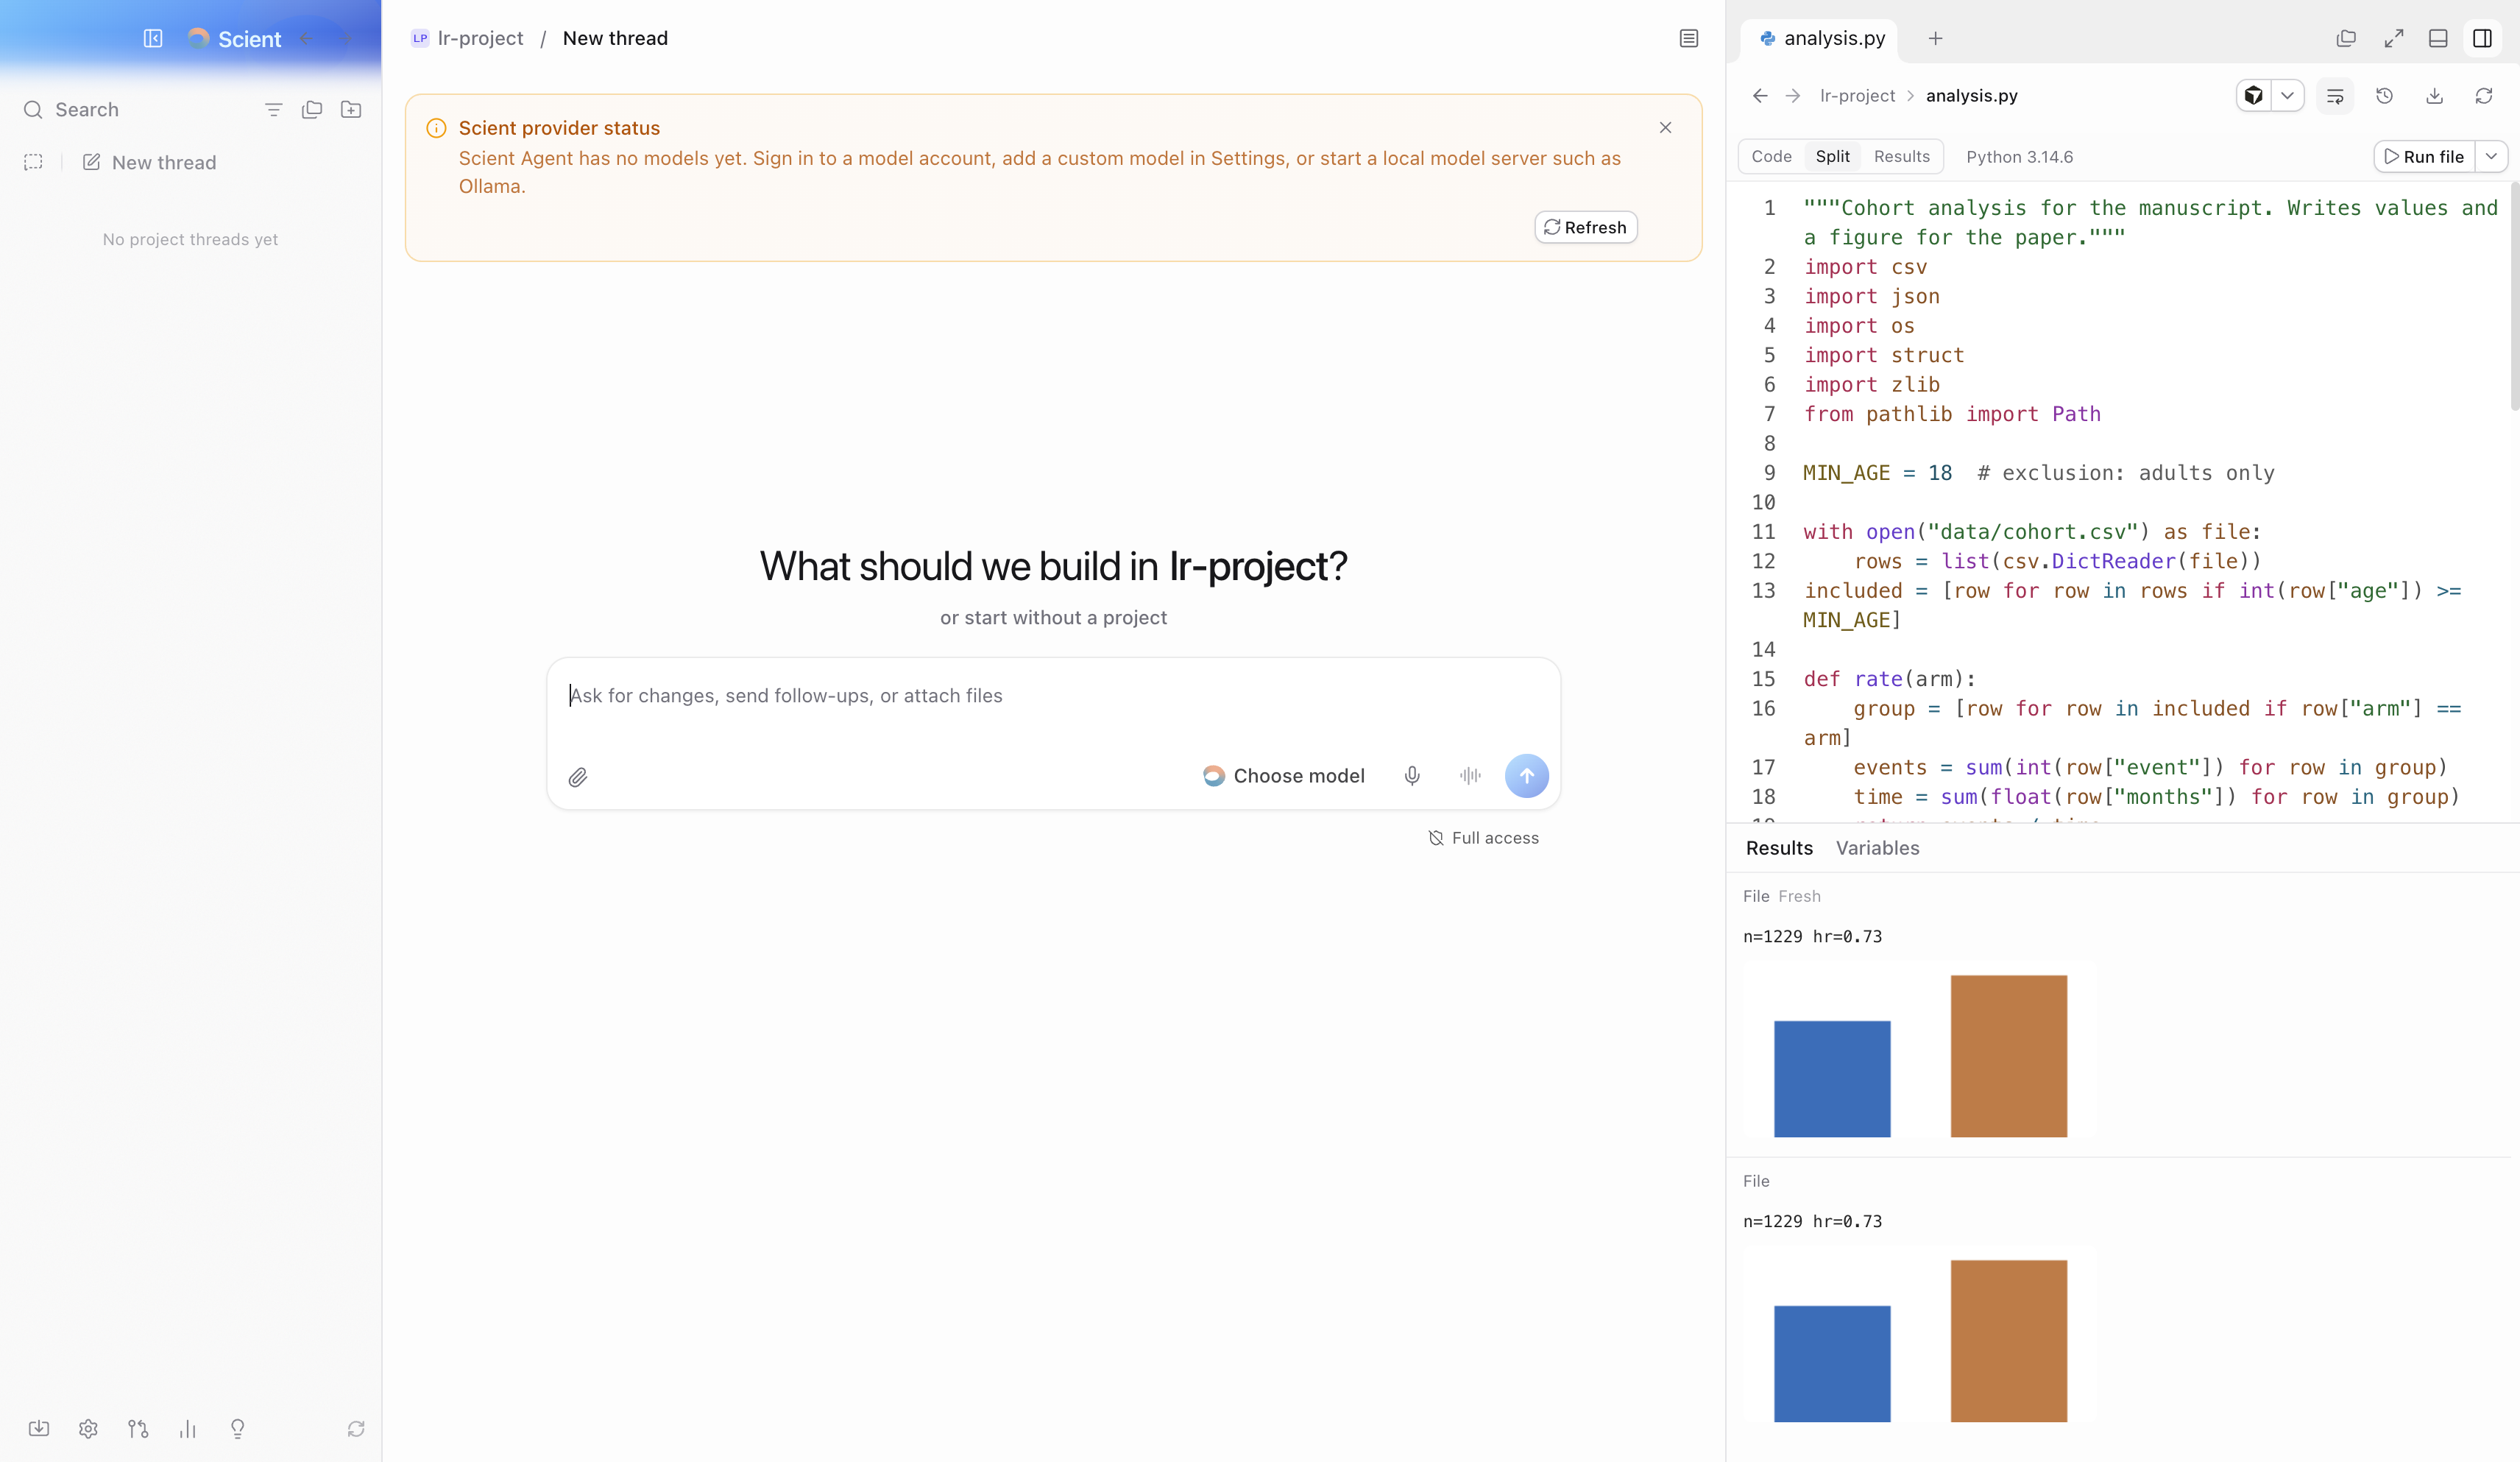 Scient
Search
New thread
No project threads yet
LP lr-project / New thread
Scient provider status
Scient Agent has no models yet. Sign in to a model account, add a custom model in Settings, or start a local model server such as
Ollama.
Refresh
What should we build in lr-project?
or start without a project
Ask for changes, send follow-ups, or attach files
Choose model
Full access
analysis.py
lr-project > analysis.py
Code Split Results Python 3.14.6 Run file
1 """Cohort analysis for the manuscript. Writes values and
a figure for the paper."""
2 import csv
3 import json
4 import os
5 import struct
6 import zlib
7 from pathlib import Path
8
9 MIN_AGE = 18  # exclusion: adults only
10
11 with open("data/cohort.csv") as file:
12     rows = list(csv.DictReader(file))
13 included = [row for row in rows if int(row["age"]) >=
MIN_AGE]
14
15 def rate(arm):
16     group = [row for row in included if row["arm"] ==
arm]
17     events = sum(int(row["event"]) for row in group)
18     time = sum(float(row["months"]) for row in group)
Results Variables
File Fresh
n=1229 hr=0.73
File
n=1229 hr=0.73